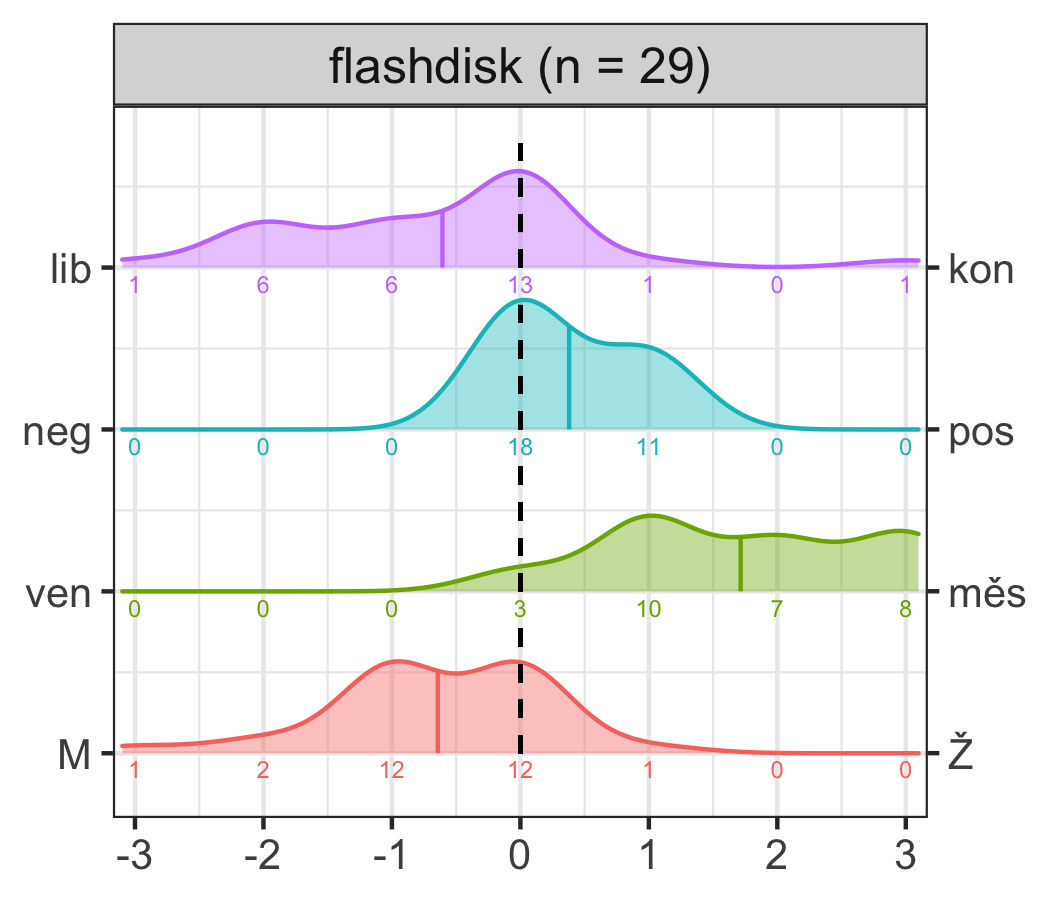 flashdisk (n = 29)
lib kon
1 6 6 13 1 0 1
neg pos
0 0 0 18 11 0 0
ven měs
0 0 0 3 10 7 8
M Ž
1 2 12 12 1 0 0
-3 -2 -1 0 1 2 3